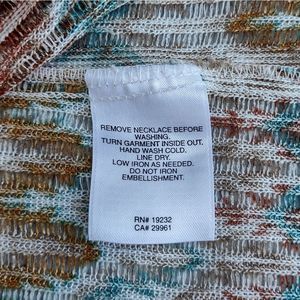 REMOVE NECKLACE BEFORE
WASHING.
TURN GARMENT INSIDE OUT.
HAND WASH COLD.
LINE DRY.
LOW IRON AS NEEDED.
DO NOT IRON
EMBELLISHMENT.
RN# 19232
CA# 29961